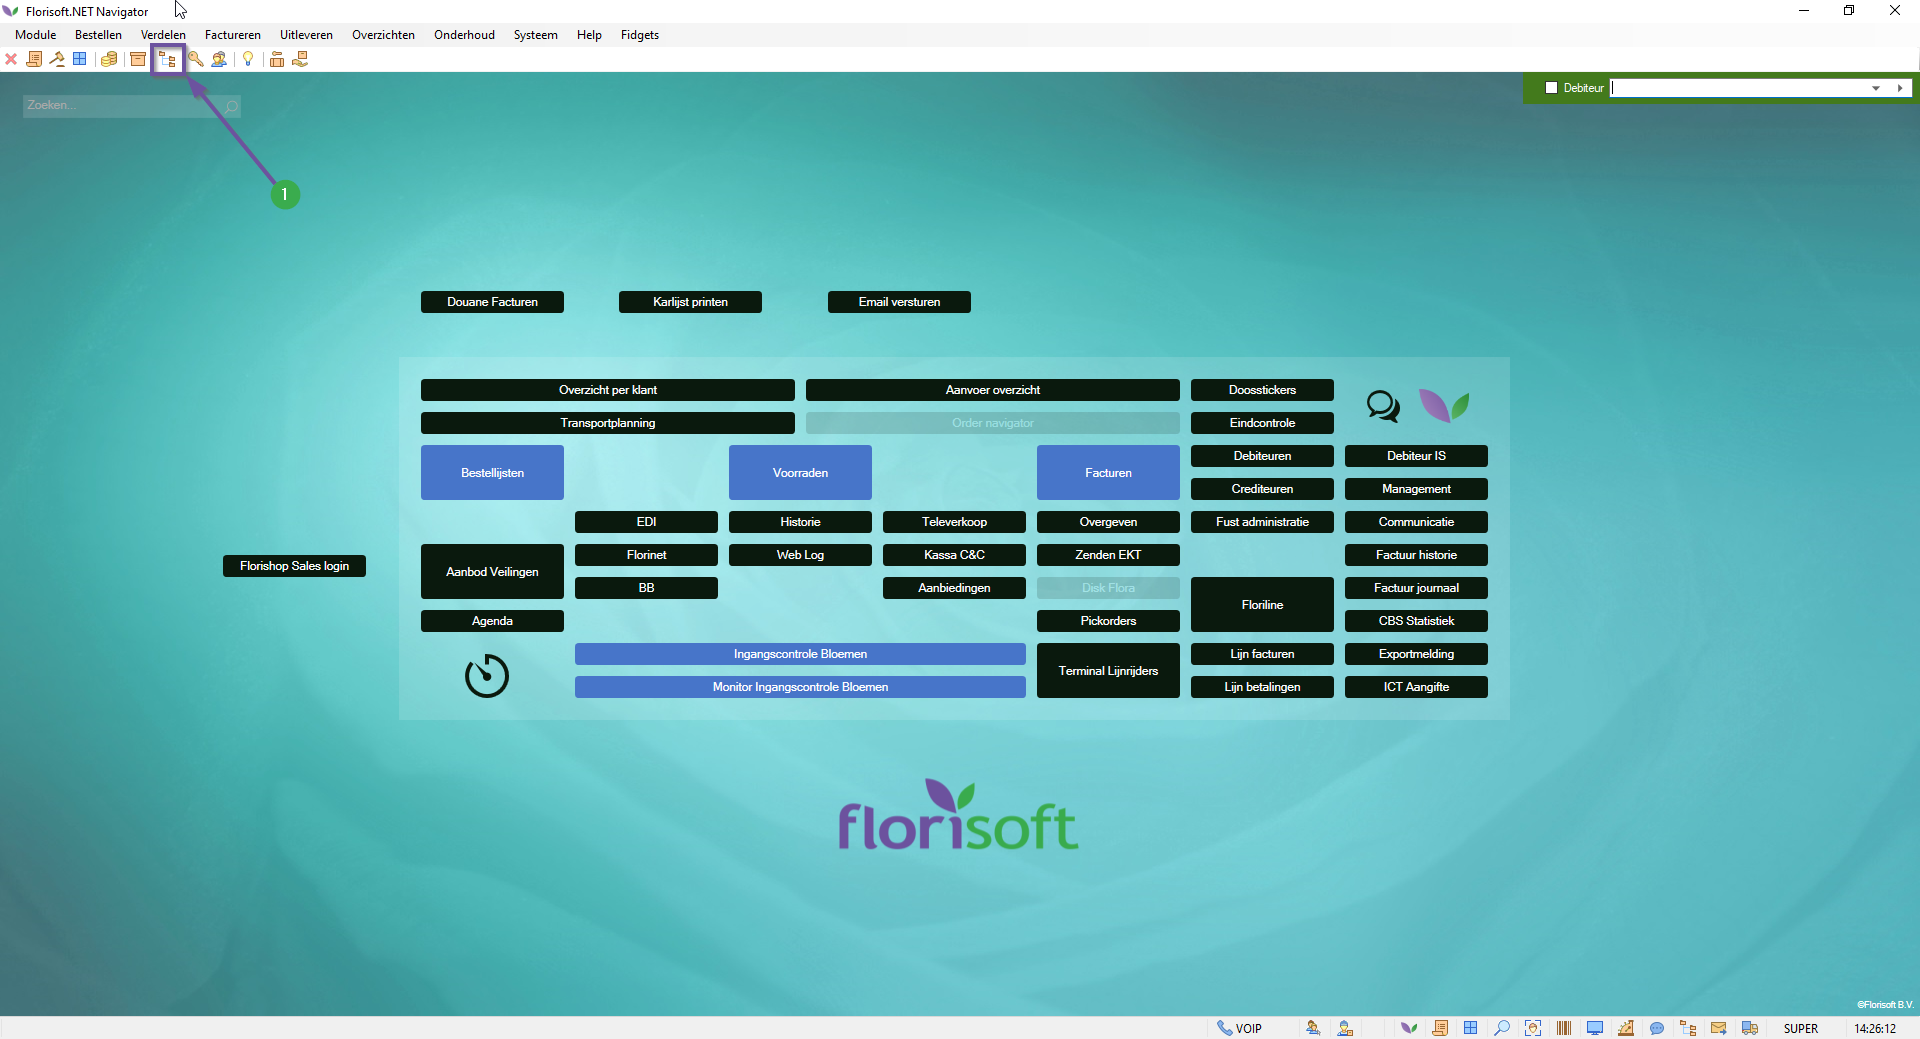 Florisoft.NET Navigator
Module Bestellen Verdelen Factureren Uitleveren Overzichten Onderhoud Systeem Help Fidgets
Zoeken...
Debiteur
1
Douane Facturen Karlijst printen Email versturen
Overzicht per klant Aanvoer overzicht Doosstickers
Transportplanning Order navigator Eindcontrole
Bestellijsten Voorraden Facturen
Debiteuren Debiteur IS
Crediteuren Management
EDI Historie Televerkoop Overgeven Fust administratie Communicatie
Florinet Web Log Kassa C&C Zenden EKT Factuur historie
Florishop Sales login
Aanbod Veilingen
BB Aanbiedingen Disk Flora Factuur journaal
Floriline
Agenda Pickorders CBS Statistiek
Ingangscontrole Bloemen Lijn facturen Exportmelding
Terminal Lijnrijders
Monitor Ingangscontrole Bloemen Lijn betalingen ICT Aangifte
florisoft
©Florisoft B.V.
VOIP SUPER 14:26:12